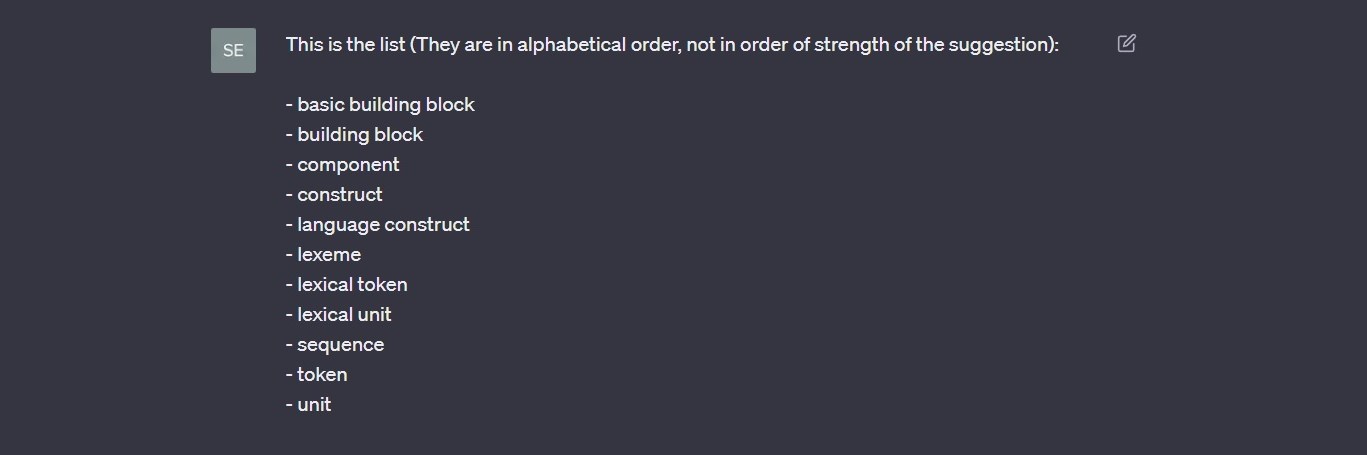 SE
This is the list (They are in alphabetical order, not in order of strength of the suggestion):
- basic building block
- building block
- component
- construct
- language construct
- lexeme
- lexical token
- lexical unit
- sequence
- token
- unit